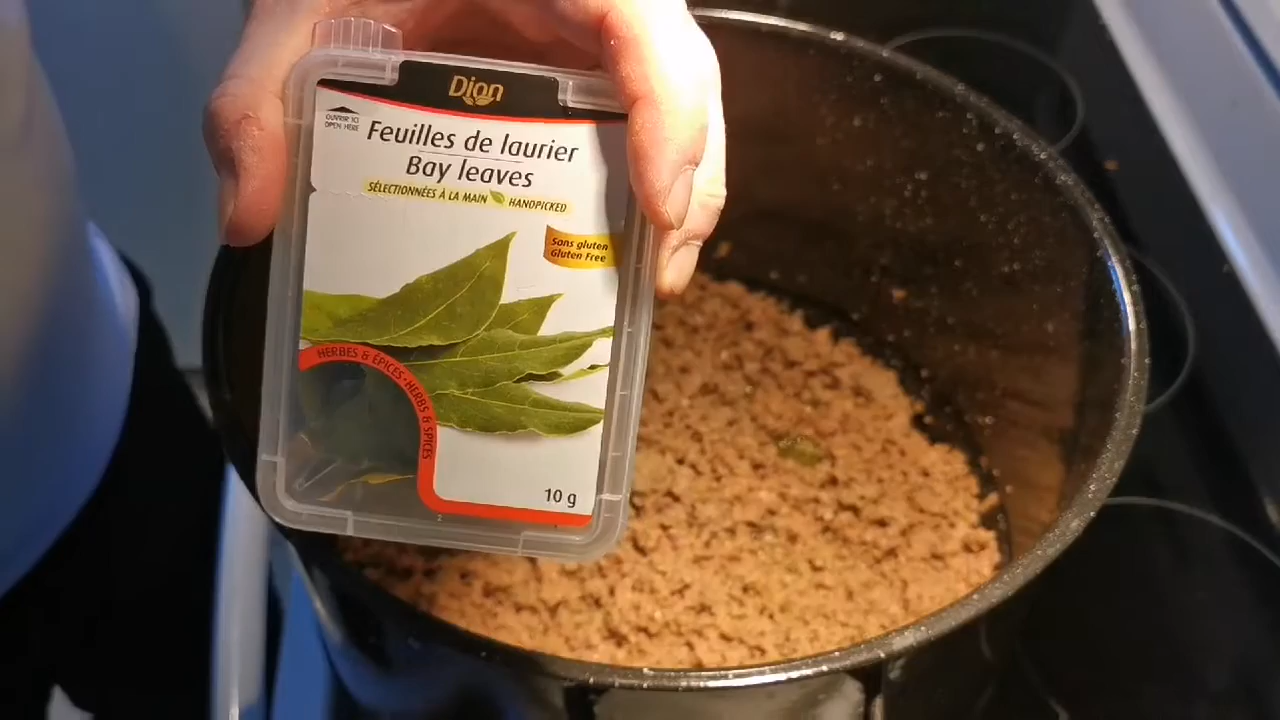 Dion
OUVRIR ICI
OPEN HERE
Feuilles de laurier
Bay leaves
SÉLECTIONNÉES À LA MAIN HANDPICKED
Sans gluten
Gluten Free
HERBES & ÉPICES • HERBS & SPICES
10 g